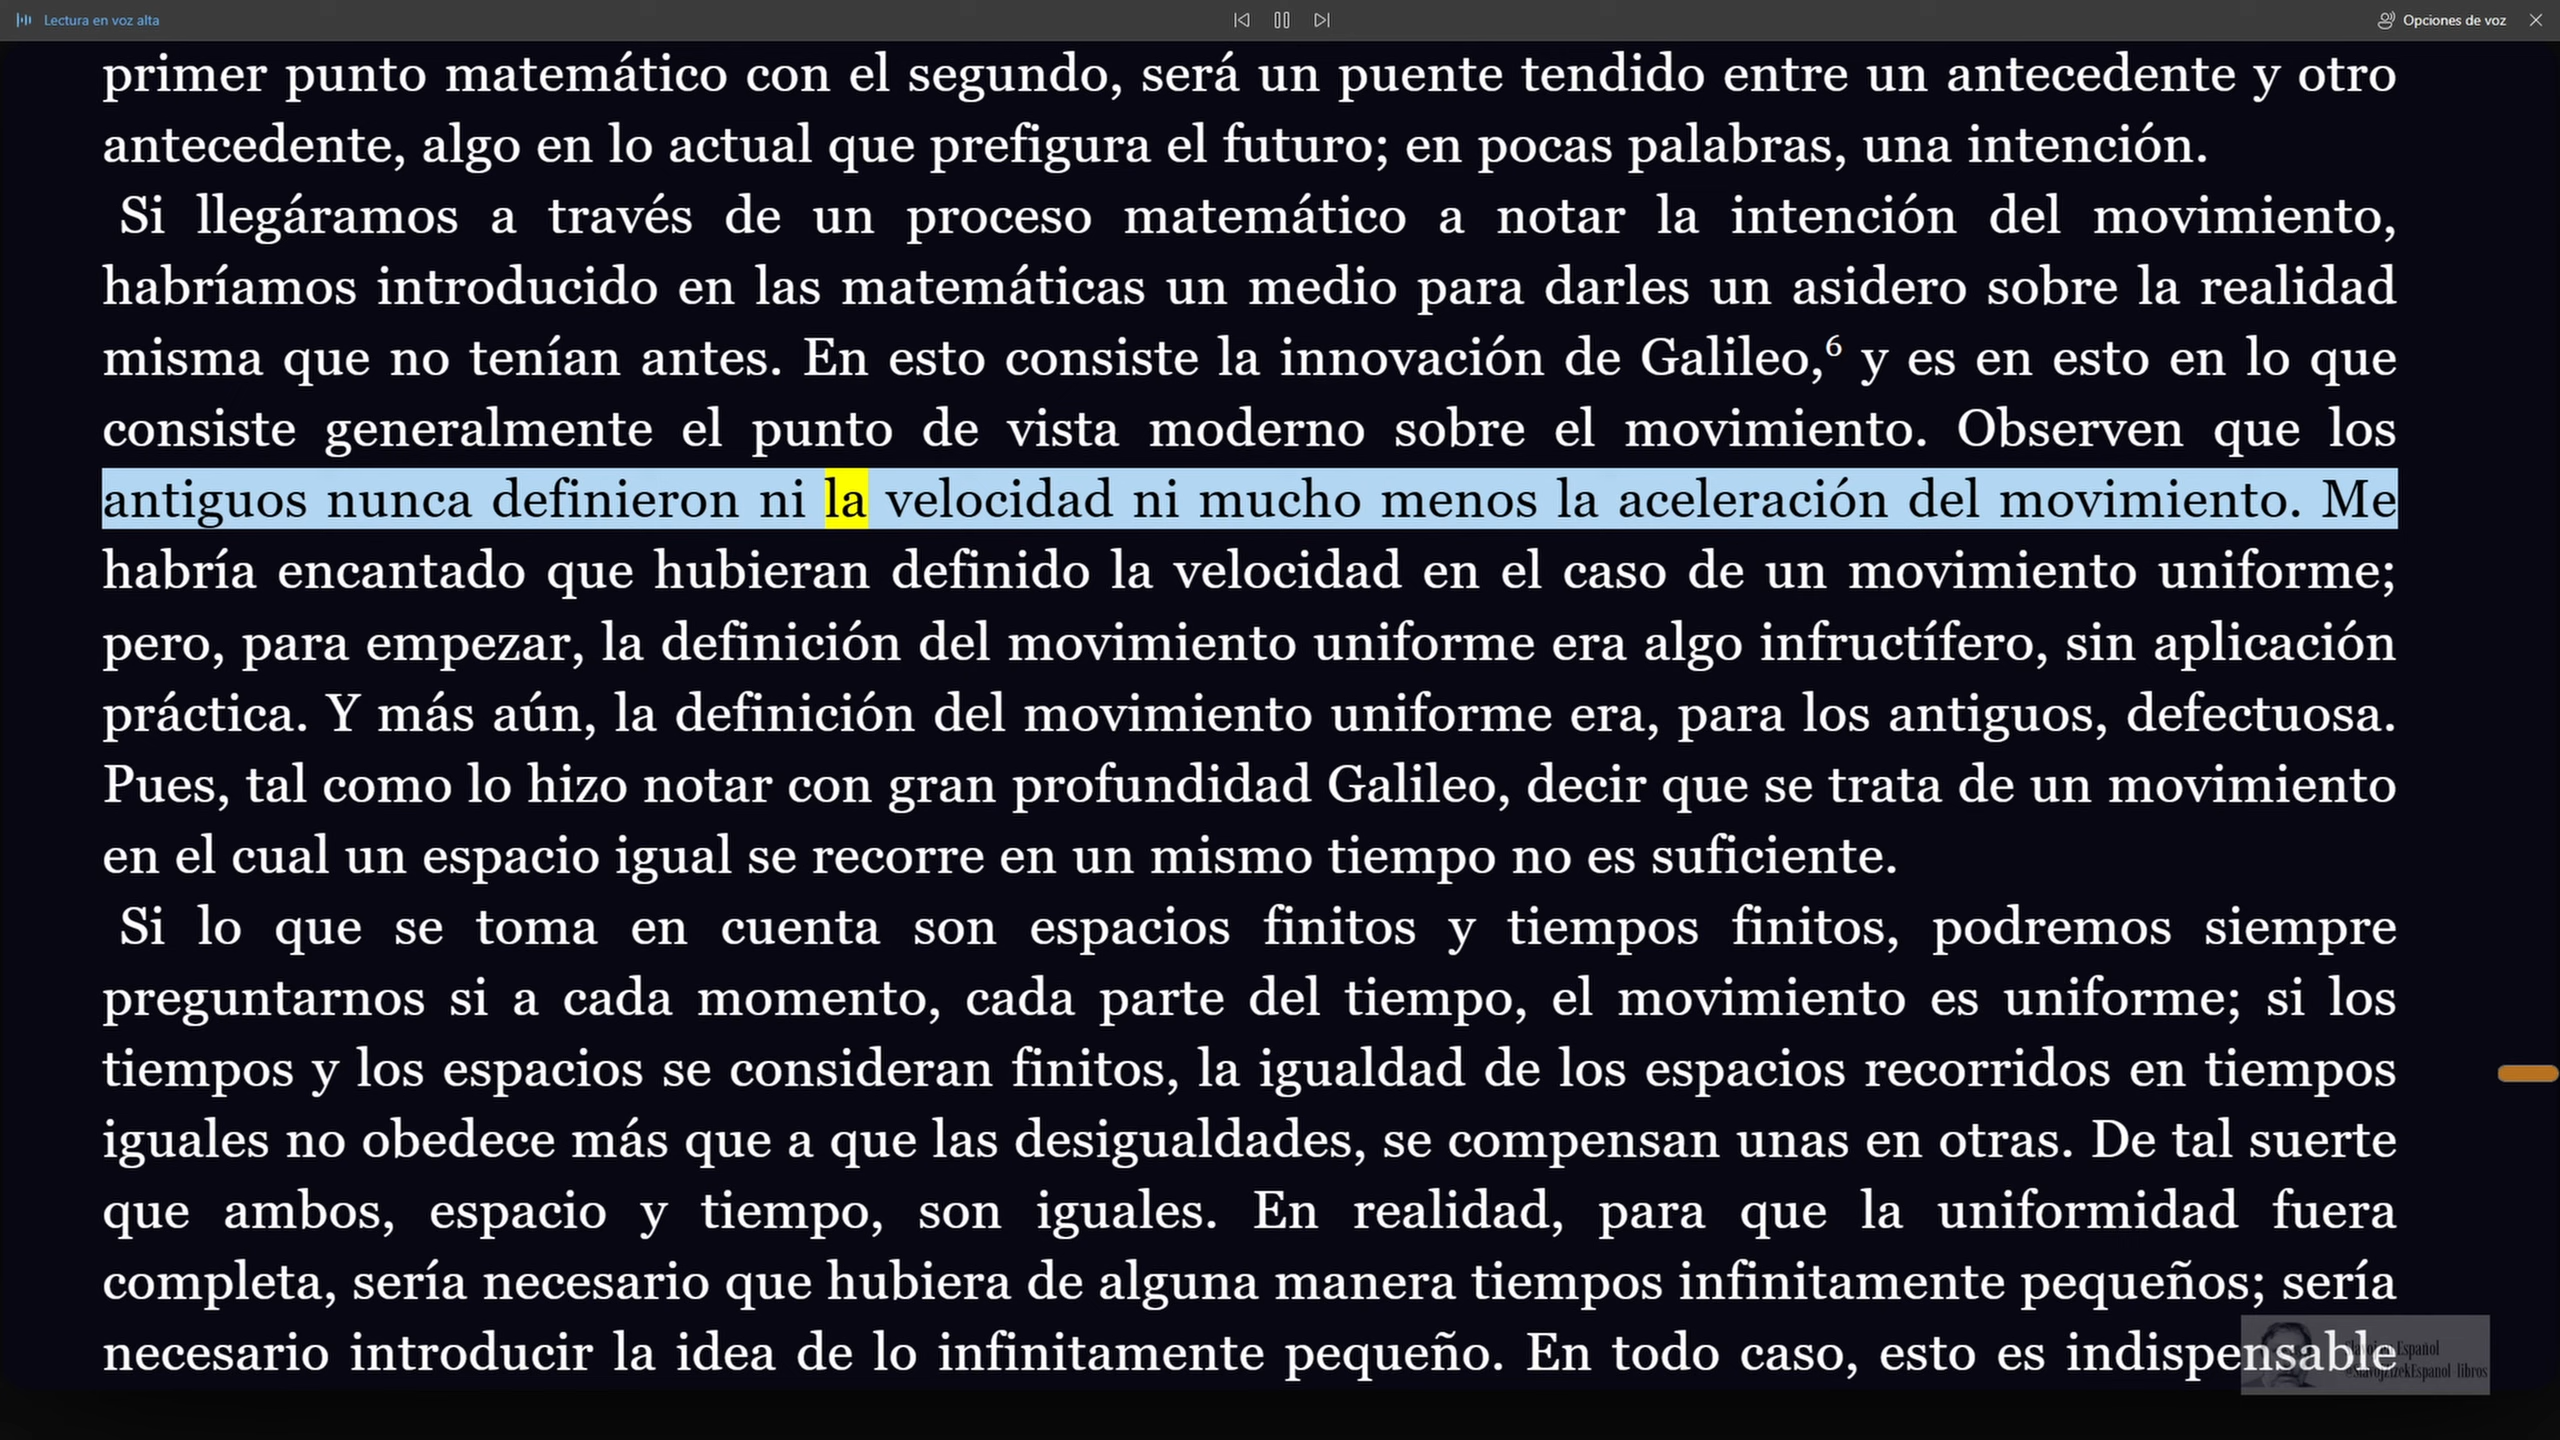 Lectura en voz alta
Opciones de voz
primer punto matemático con el segundo, será un puente tendido entre un antecedente y otro
antecedente, algo en lo actual que prefigura el futuro; en pocas palabras, una intención.
Si llegáramos a través de un proceso matemático a notar la intención del movimiento,
habríamos introducido en las matemáticas un medio para darles un asidero sobre la realidad
misma que no tenían antes. En esto consiste la innovación de Galileo,⁶ y es en esto en lo que
consiste generalmente el punto de vista moderno sobre el movimiento. Observen que los
antiguos nunca definieron ni la velocidad ni mucho menos la aceleración del movimiento. Me
habría encantado que hubieran definido la velocidad en el caso de un movimiento uniforme;
pero, para empezar, la definición del movimiento uniforme era algo infructífero, sin aplicación
práctica. Y más aún, la definición del movimiento uniforme era, para los antiguos, defectuosa.
Pues, tal como lo hizo notar con gran profundidad Galileo, decir que se trata de un movimiento
en el cual un espacio igual se recorre en un mismo tiempo no es suficiente.
Si lo que se toma en cuenta son espacios finitos y tiempos finitos, podremos siempre
preguntarnos si a cada momento, cada parte del tiempo, el movimiento es uniforme; si los
tiempos y los espacios se consideran finitos, la igualdad de los espacios recorridos en tiempos
iguales no obedece más que a que las desigualdades, se compensan unas en otras. De tal suerte
que ambos, espacio y tiempo, son iguales. En realidad, para que la uniformidad fuera
completa, sería necesario que hubiera de alguna manera tiempos infinitamente pequeños; sería
necesario introducir la idea de lo infinitamente pequeño. En todo caso, esto es indispensable
Español